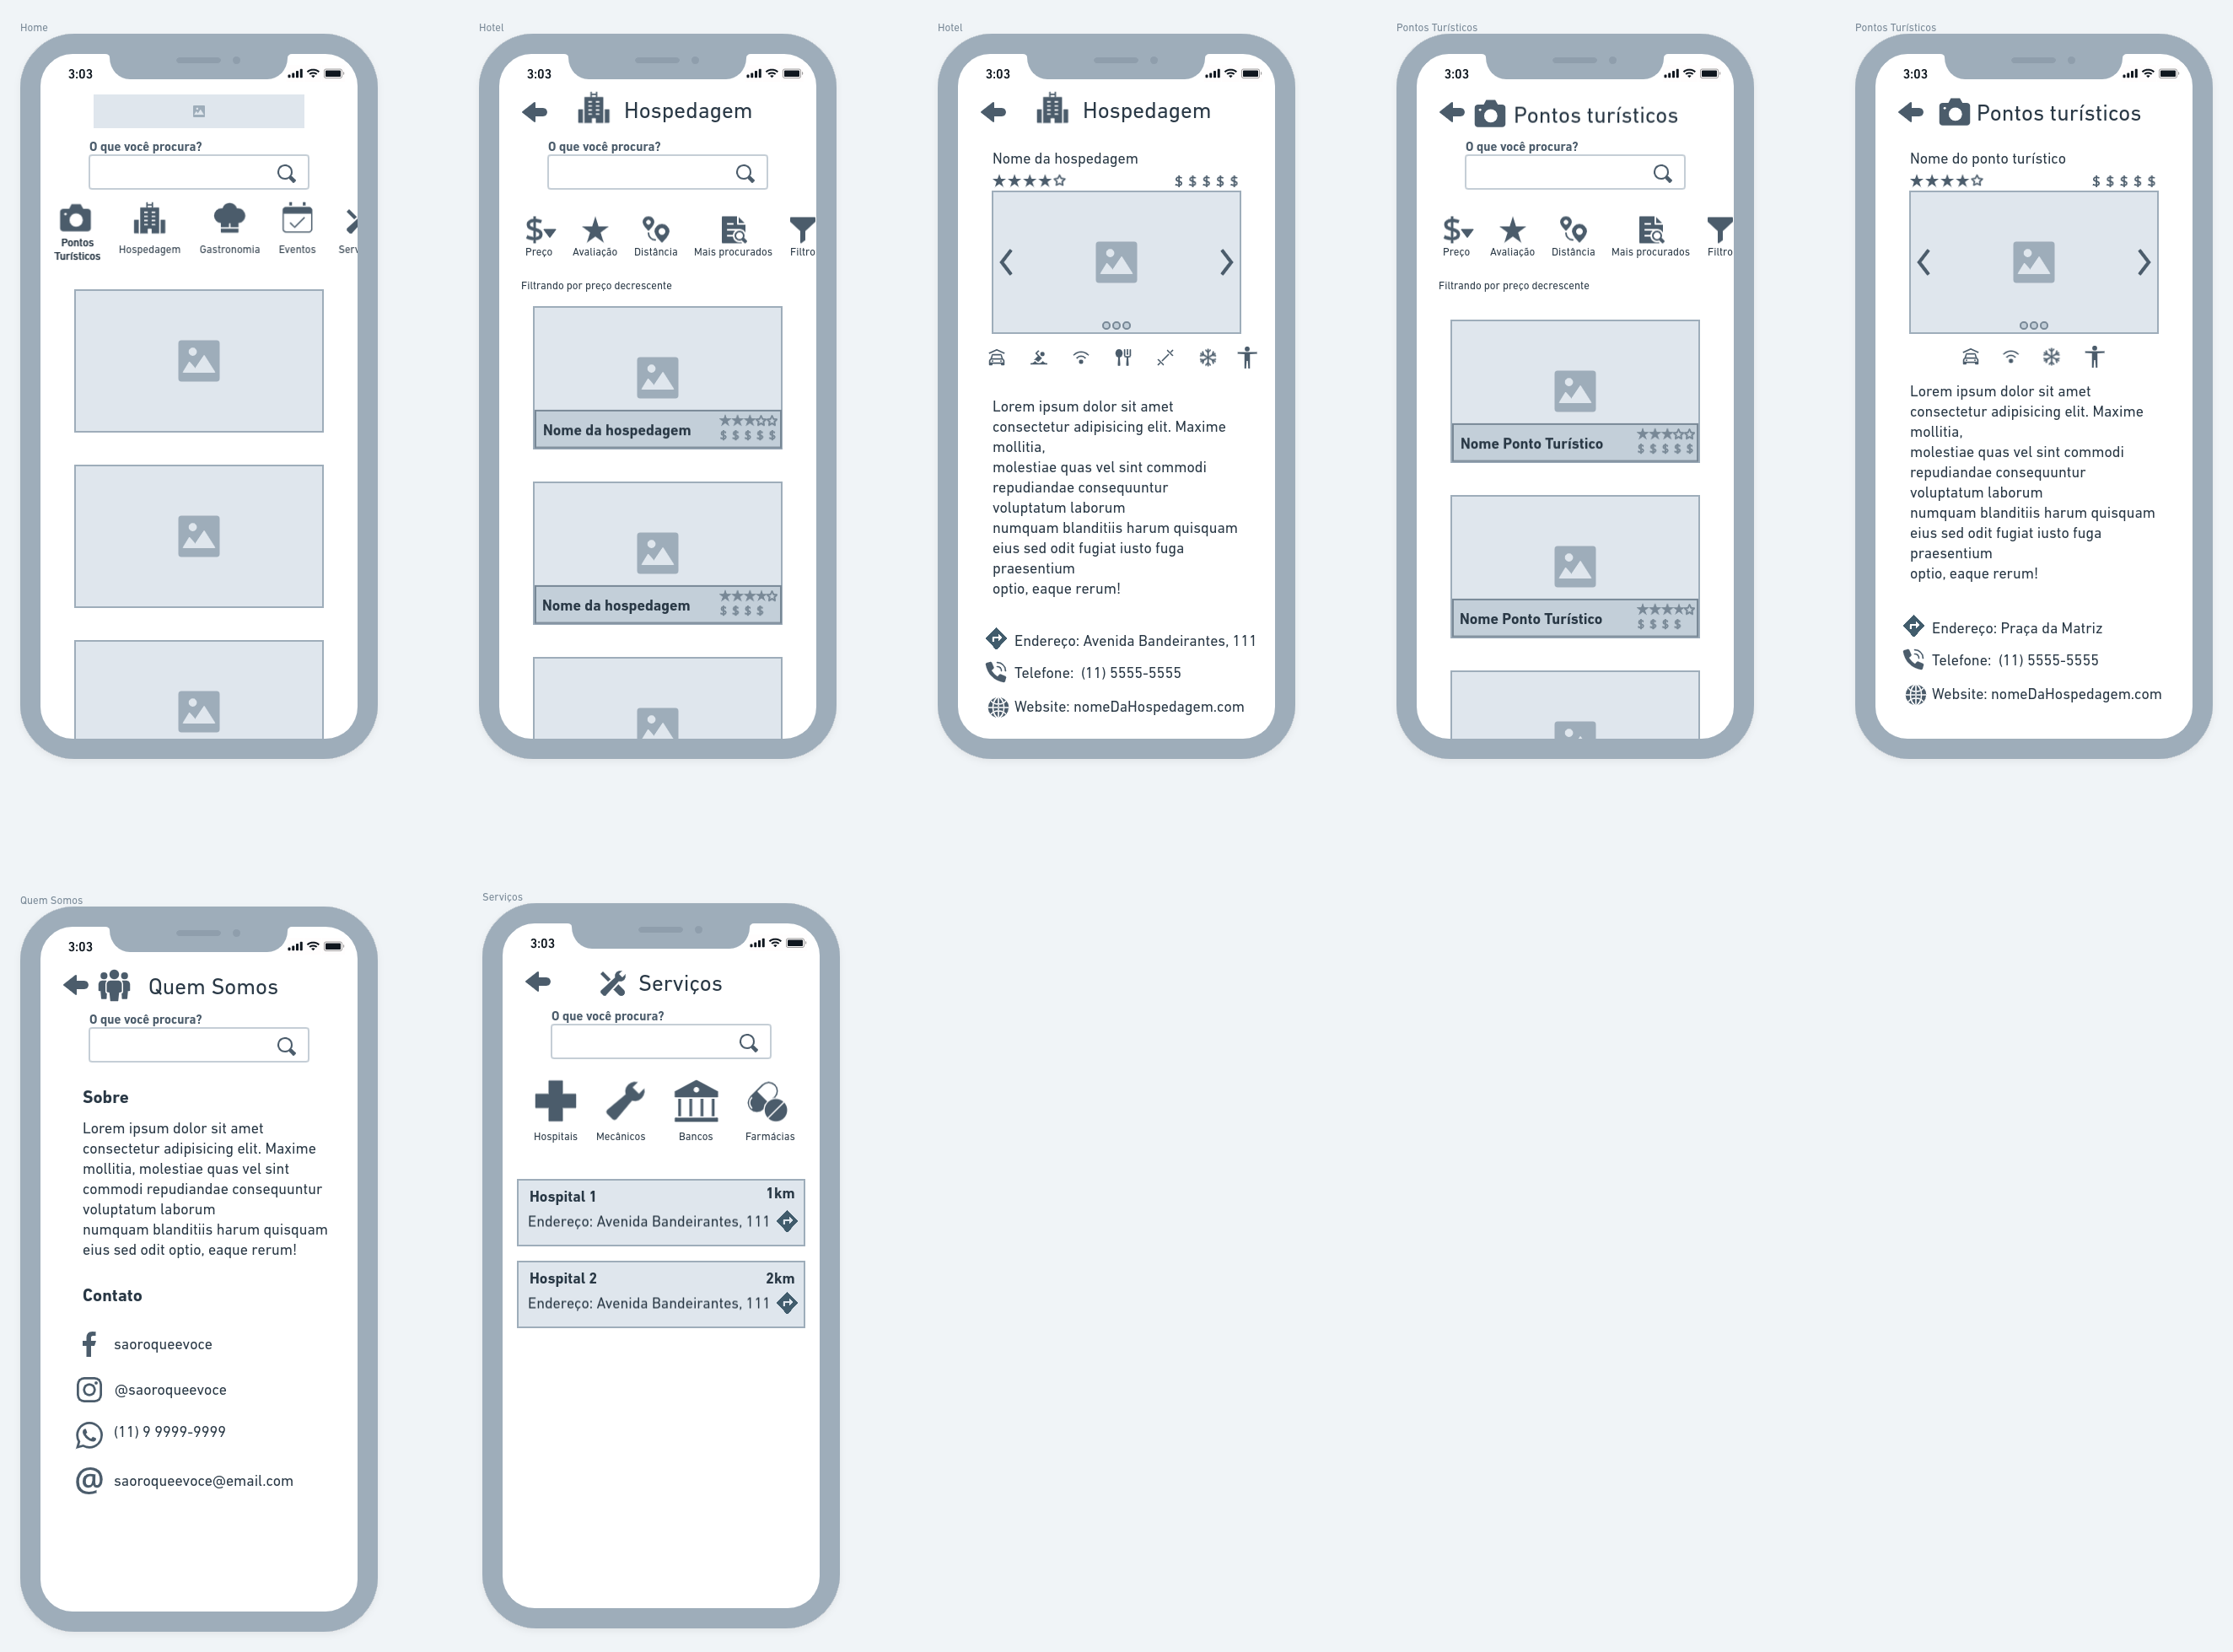 Home
3:03
O que você procura?
Pontos
Turísticos
Hospedagem
Gastronomia
Eventos
Serv
Hotel
3:03
Hospedagem
O que você procura?
$
Preço
Avaliação
Distância
Mais procurados
Filtro
Filtrando por preço decrescente
Nome da hospedagem
$ $ $ $ $
Nome da hospedagem
$ $ $ $
Hotel
3:03
Hospedagem
Nome da hospedagem
$ $ $ $ $
Lorem ipsum dolor sit amet
consectetur adipisicing elit. Maxime
mollitia,
molestiae quas vel sint commodi
repudiandae consequuntur
voluptatum laborum
numquam blanditiis harum quisquam
eius sed odit fugiat iusto fuga
praesentium
optio, eaque rerum!
Endereço: Avenida Bandeirantes, 111
Telefone: (11) 5555-5555
Website: nomeDaHospedagem.com
Pontos Turísticos
3:03
Pontos turísticos
O que você procura?
$
Preço
Avaliação
Distância
Mais procurados
Filtro
Filtrando por preço decrescente
Nome Ponto Turístico
$ $ $ $ $
Nome Ponto Turístico
$ $ $ $
Pontos Turísticos
3:03
Pontos turísticos
Nome do ponto turístico
$ $ $ $ $
Lorem ipsum dolor sit amet
consectetur adipisicing elit. Maxime
mollitia,
molestiae quas vel sint commodi
repudiandae consequuntur
voluptatum laborum
numquam blanditiis harum quisquam
eius sed odit fugiat iusto fuga
praesentium
optio, eaque rerum!
Endereço: Praça da Matriz
Telefone: (11) 5555-5555
Website: nomeDaHospedagem.com
Quem Somos
3:03
Quem Somos
O que você procura?
Sobre
Lorem ipsum dolor sit amet
consectetur adipisicing elit. Maxime
mollitia, molestiae quas vel sint
commodi repudiandae consequuntur
voluptatum laborum
numquam blanditiis harum quisquam
eius sed odit optio, eaque rerum!
Contato
saoroqueevoce
@saoroqueevoce
(11) 9 9999-9999
saoroqueevoce@email.com
Serviços
3:03
Serviços
O que você procura?
Hospitais
Mecânicos
Bancos
Farmácias
Hospital 1
1km
Endereço: Avenida Bandeirantes, 111
Hospital 2
2km
Endereço: Avenida Bandeirantes, 111